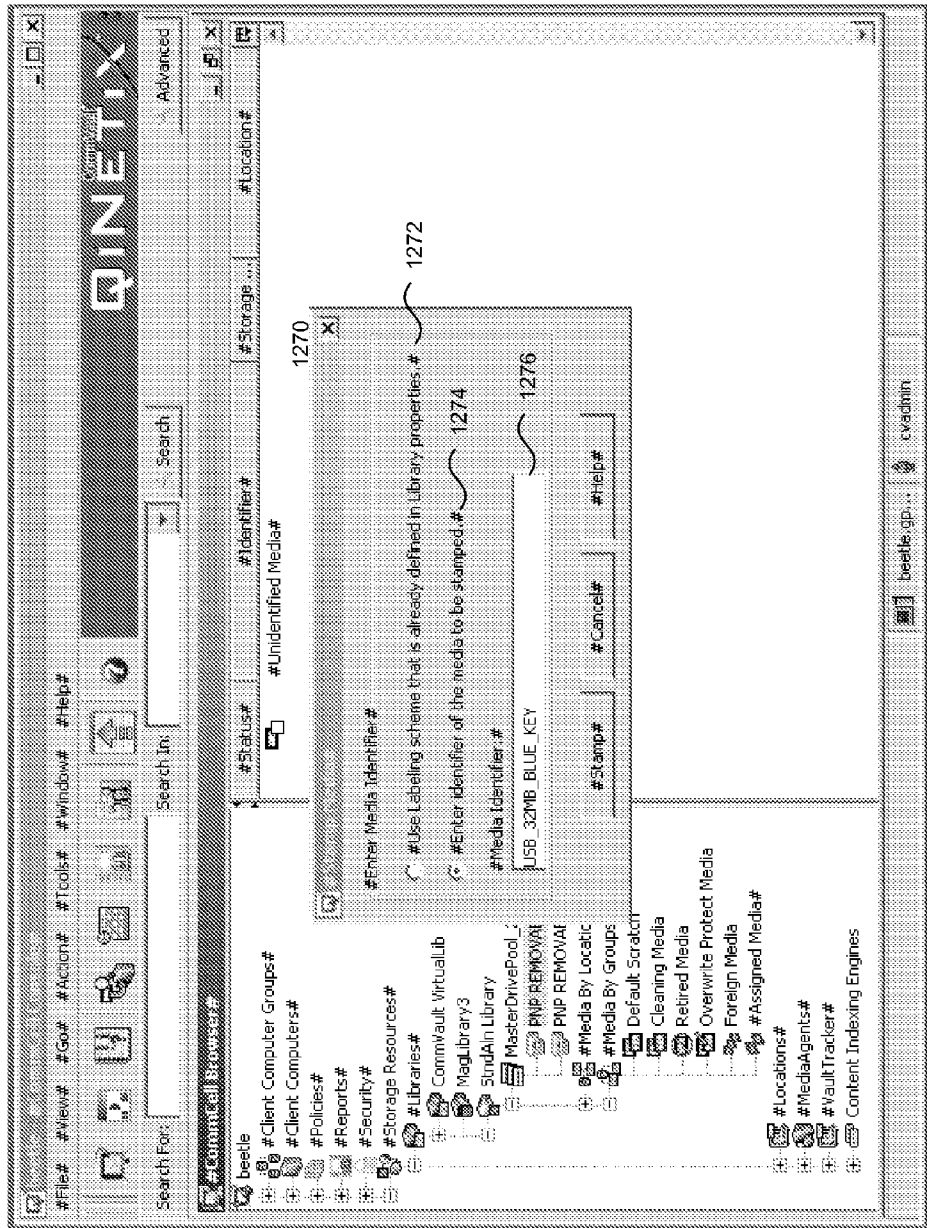 CommVault
QiNETIX
#File# #View# #Go# #Action# #Tools# #Window# #Help#
Search For: Search In: Search Advanced
#CommCell Browser#
beetle
#Client Computer Groups#
#Client Computers#
#Policies#
#Reports#
#Security#
#Storage Resources#
#Libraries#
CommVault VirtualLib
MagLibrary3
StndAln Library
MasterDrivePool_
PNP REMOVAB
PNP REMOVAB
#Media By Locatic
#Media By Groups
Default Scratch
Cleaning Media
Retired Media
Overwrite Protect Media
Foreign Media
#Assigned Media#
#Locations#
#MediaAgents#
#VaultTracker#
Content Indexing Engines
#Status# #Identifier# #Storage ... #Location#
#Unidentified Media#
1270
#Enter Media Identifier#
#Use Labeling scheme that is already defined in Library properties.# 1272
#Enter identifier of the media to be stamped.# 1274
#Media Identifier:#
USB_32MB_BLUE_KEY 1276
#Stamp# #Cancel# #Help#
beetle.gp... cvadmin